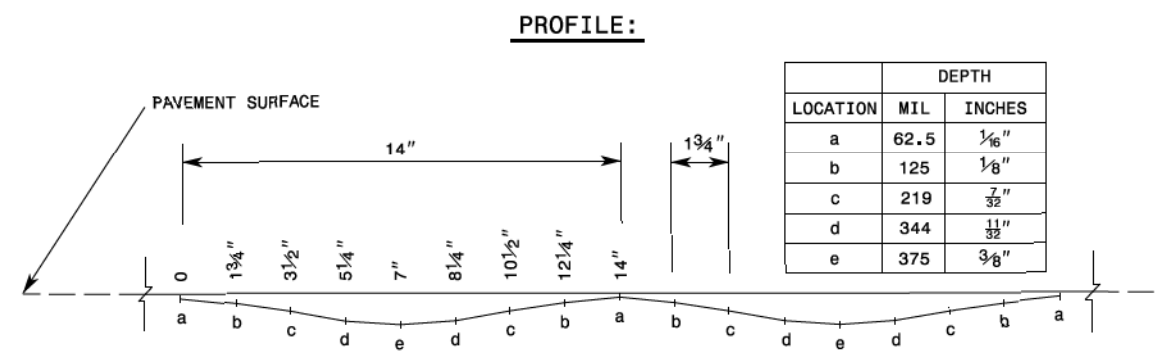 PROFILE:
PAVEMENT SURFACE
14"
1¾"
DEPTH
LOCATION MIL INCHES
a 62.5 1⁄16"
b 125 ⅛"
c 219 7⁄32"
d 344 11⁄32"
e 375 ⅜"
0 1¾" 3½" 5¼" 7" 8¼" 10½" 12¼" 14"
a b c d e d c b a b c d e d c b a